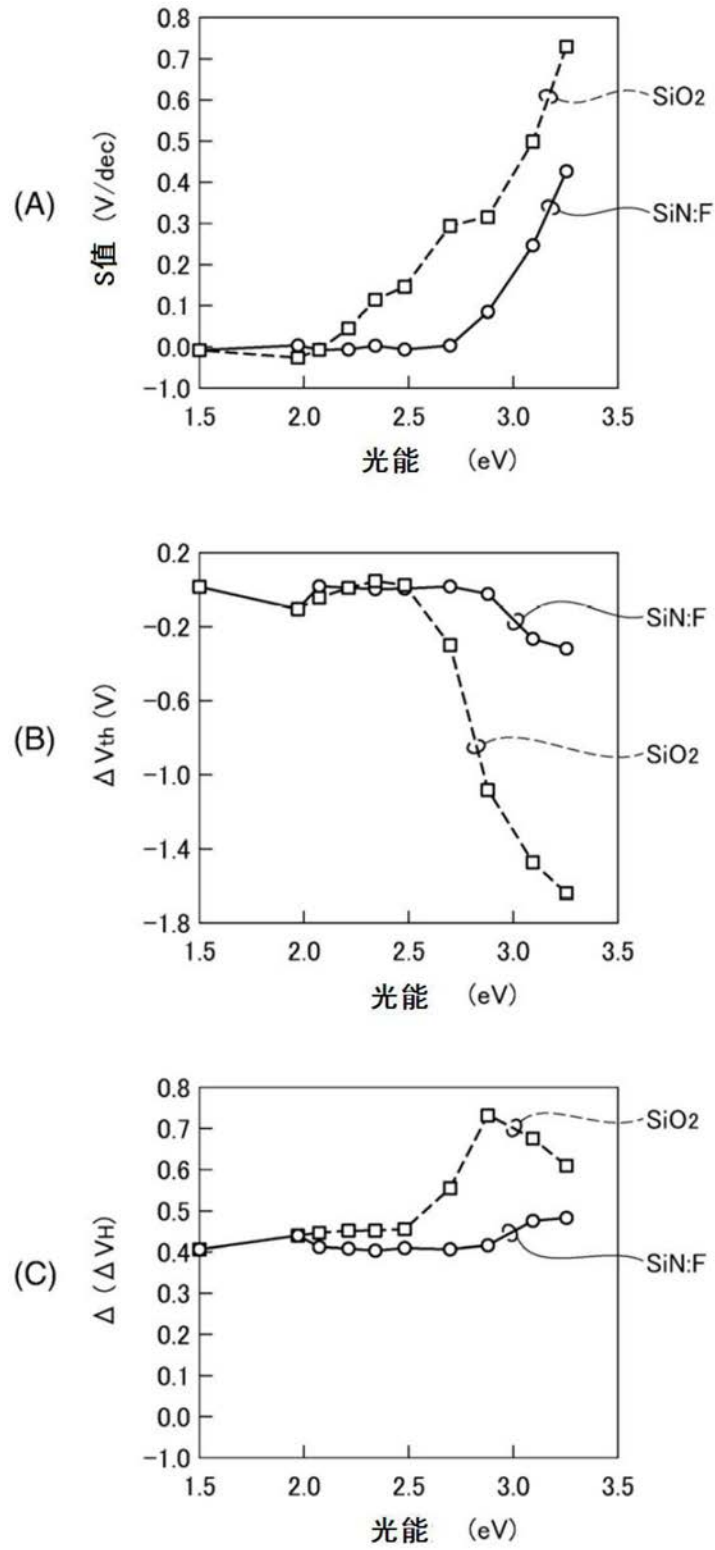 (A)
S值 (V/dec)
0.8
0.7
0.6
0.5
0.4
0.3
0.2
0.1
0.0
−1.0
1.5 2.0 2.5 3.0 3.5
光能 (eV)
SiO2
SiN:F
(B)
ΔVth (V)
0.2
−0.2
−0.6
−1.0
−1.4
−1.8
1.5 2.0 2.5 3.0 3.5
光能 (eV)
SiN:F
SiO2
(C)
Δ (ΔVH)
0.8
0.7
0.6
0.5
0.4
0.3
0.2
0.1
0.0
−1.0
1.5 2.0 2.5 3.0 3.5
光能 (eV)
SiO2
SiN:F